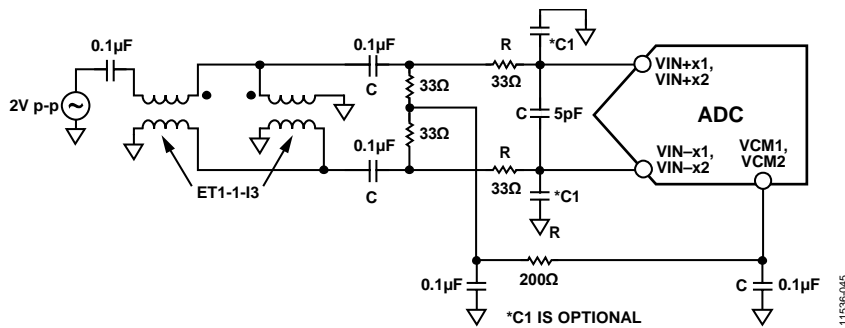 *C1
0.1µF
0.1µF
R
VIN+x1,
VIN+x2
C
33Ω
33Ω
2V p-p
ADC
C
5pF
33Ω
0.1µF
R
VIN–x1,
VIN–x2
VCM1,
VCM2
ET1-1-I3
C
33Ω
*C1
R
0.1µF
200Ω
C
0.1µF
*C1 IS OPTIONAL
11536-045